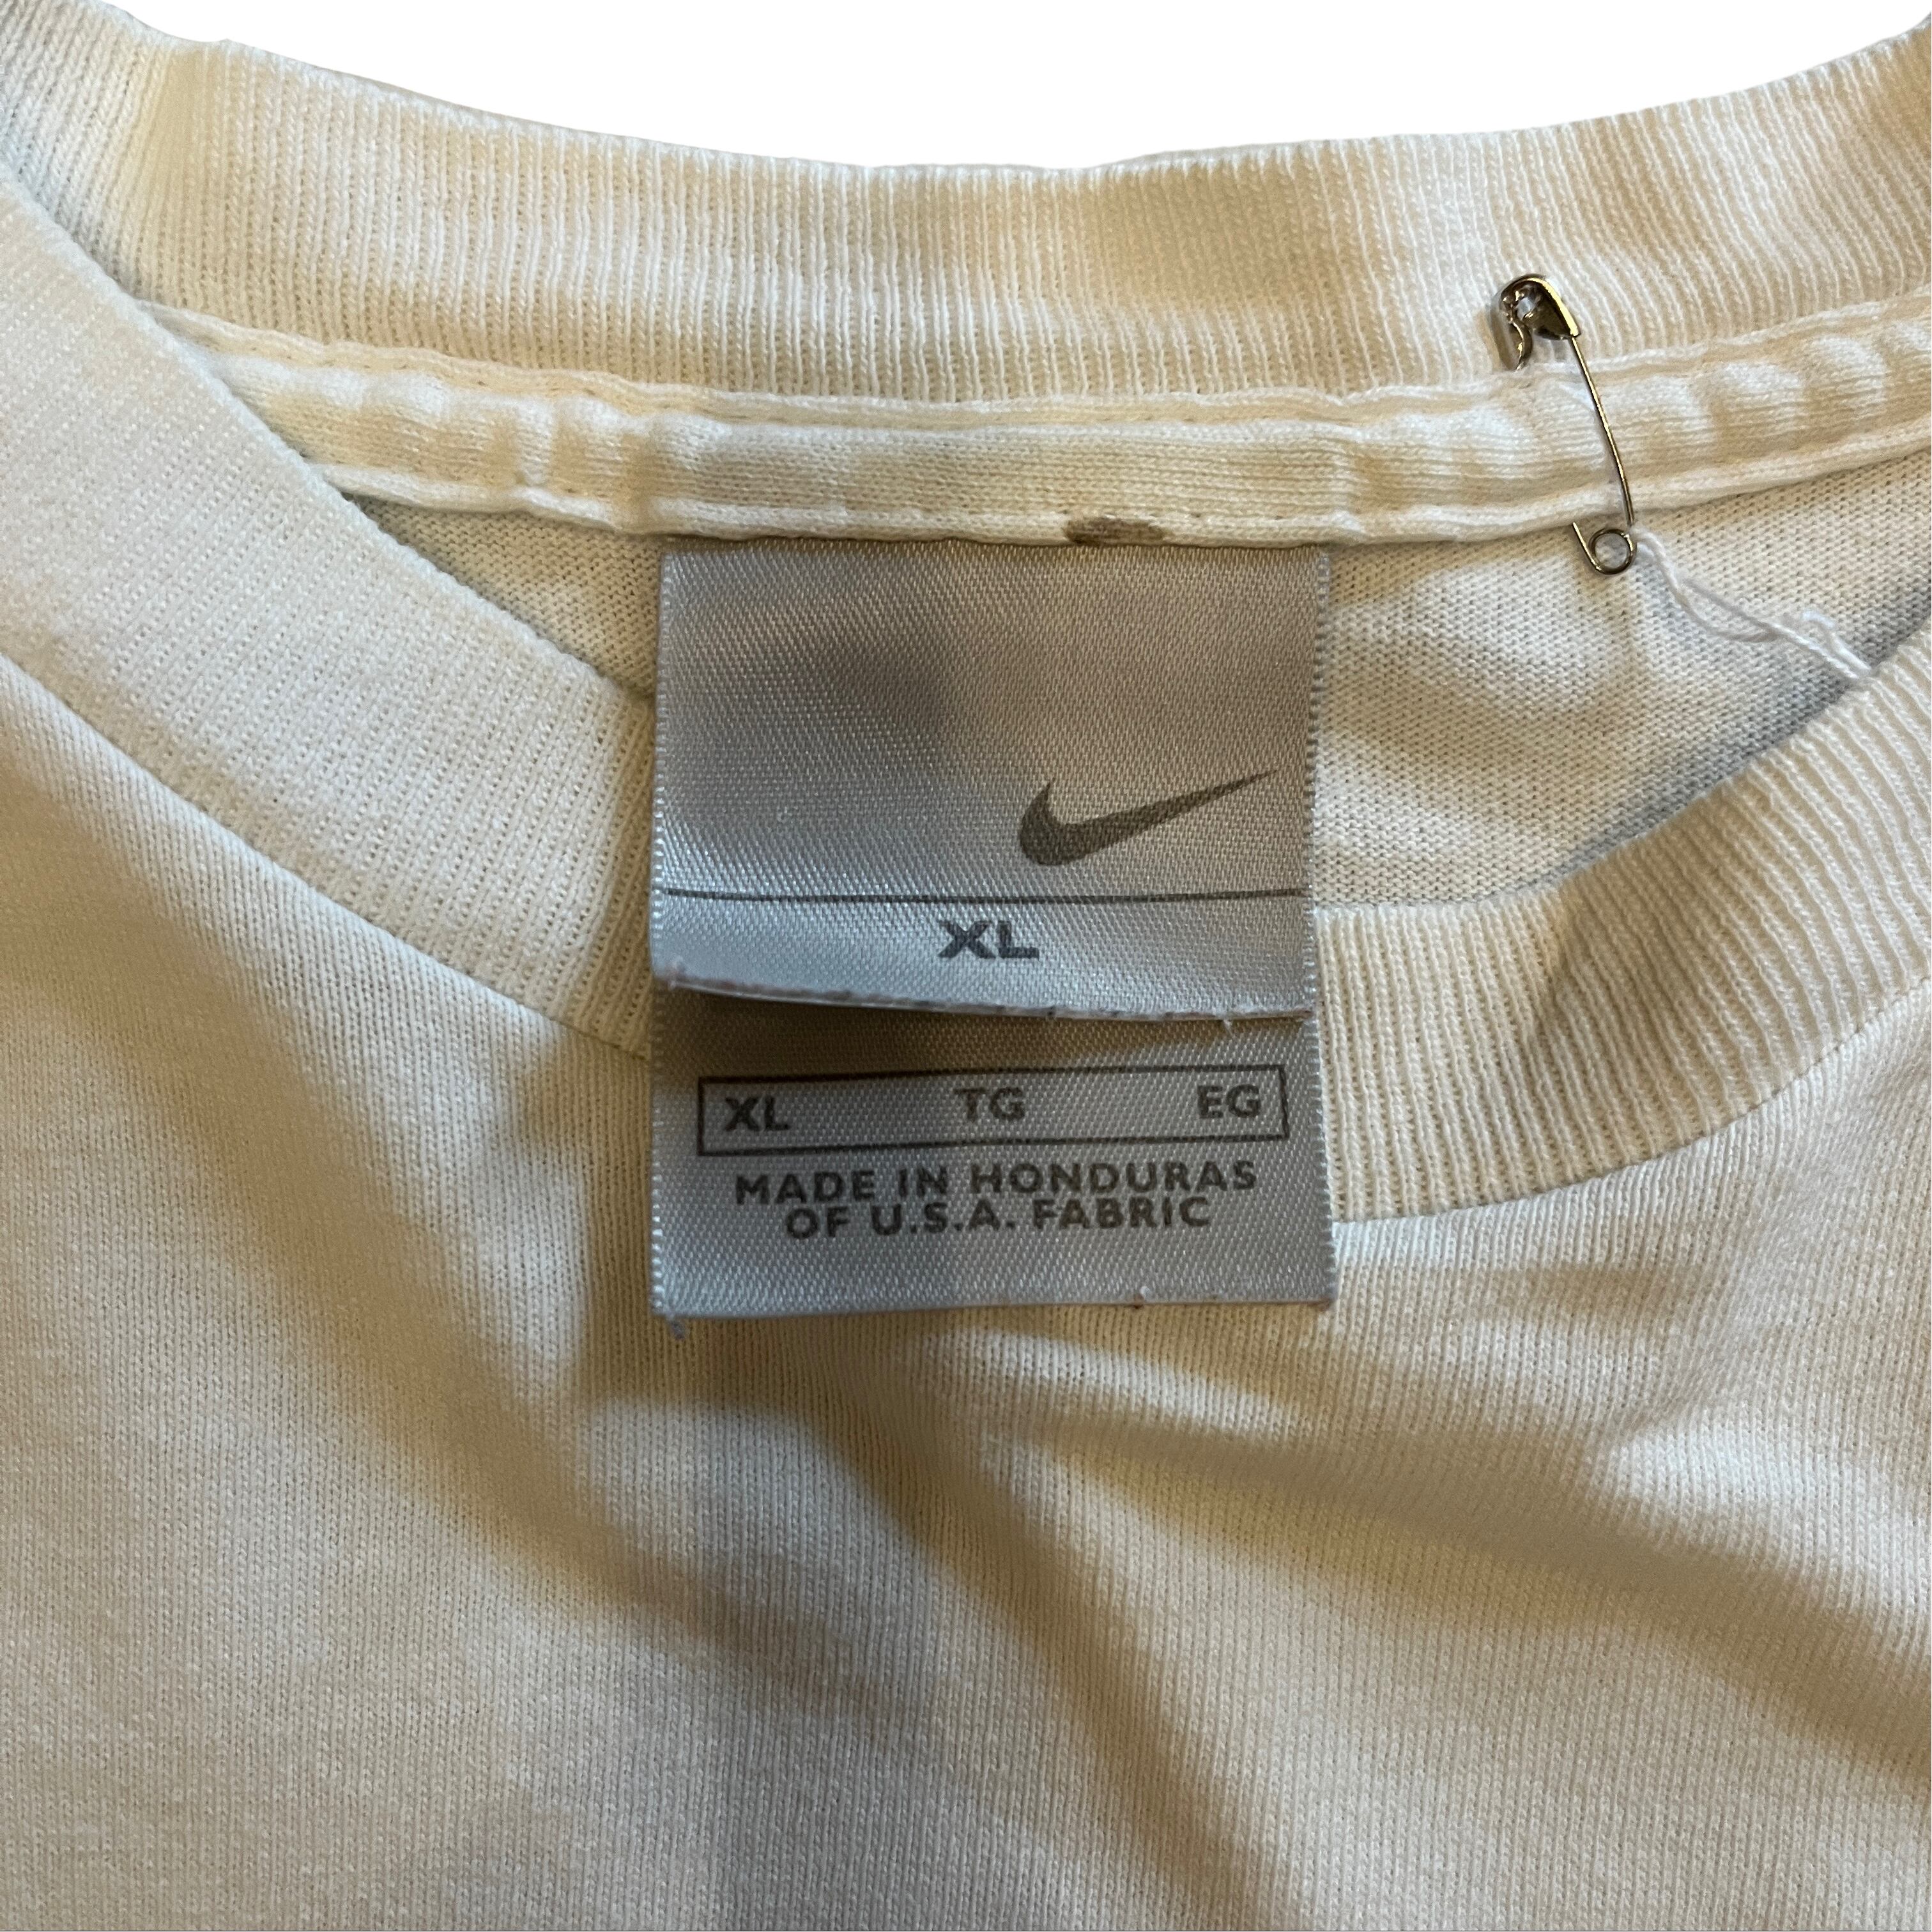 XL
XL TG EG
MADE IN HONDURAS
OF U.S.A. FABRIC